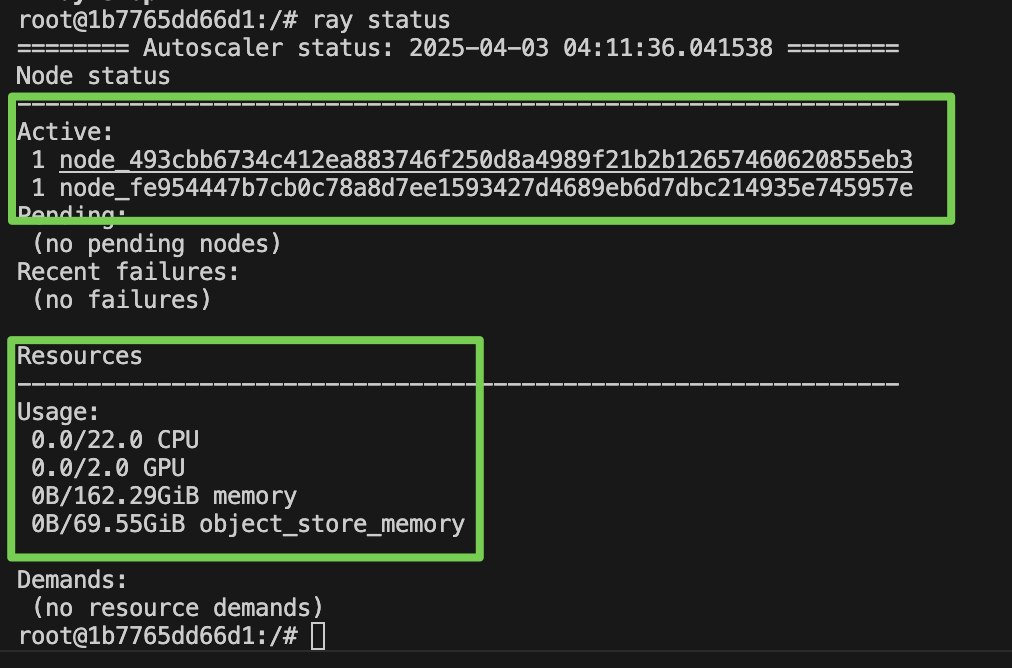 root@1b7765dd66d1:/# ray status
======== Autoscaler status: 2025-04-03 04:11:36.041538 ========
Node status
---------------------------------------------------------------
Active:
 1 node_493cbb6734c412ea883746f250d8a4989f21b2b12657460620855eb3
 1 node_fe954447b7cb0c78a8d7ee1593427d4689eb6d7dbc214935e745957e
Pending:
 (no pending nodes)
Recent failures:
 (no failures)

Resources
---------------------------------------------------------------
Usage:
 0.0/22.0 CPU
 0.0/2.0 GPU
 0B/162.29GiB memory
 0B/69.55GiB object_store_memory

Demands:
 (no resource demands)
root@1b7765dd66d1:/#